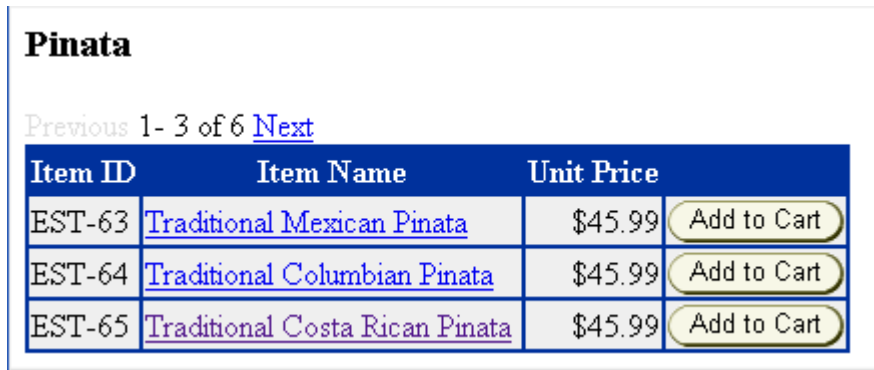 Pinata
Previous 1- 3 of 6 Next
Item ID Item Name Unit Price
EST-63 Traditional Mexican Pinata $45.99 Add to Cart
EST-64 Traditional Columbian Pinata $45.99 Add to Cart
EST-65 Traditional Costa Rican Pinata $45.99 Add to Cart